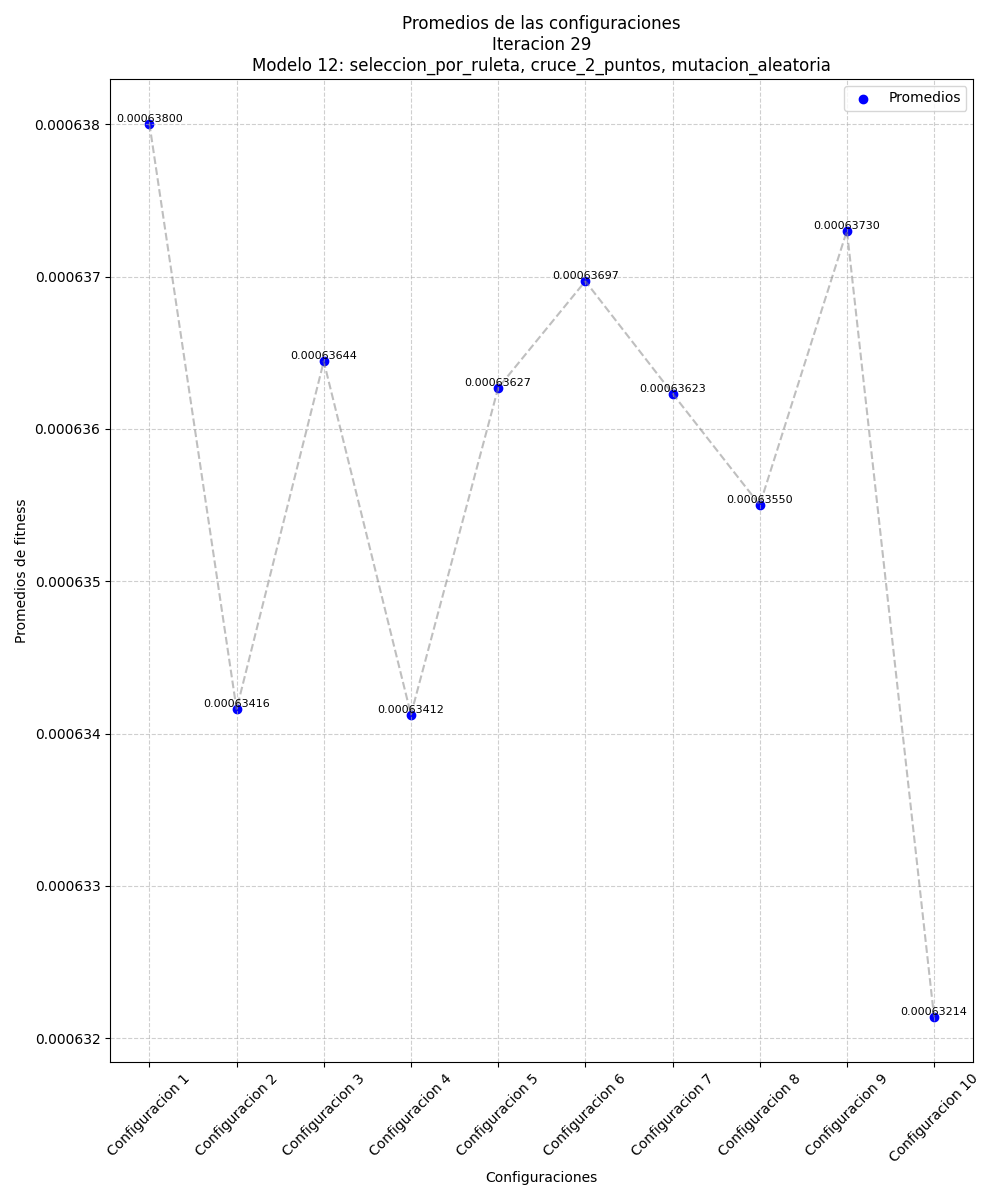 Promedios de las configuraciones
Iteracion 29
Modelo 12: seleccion_por_ruleta, cruce_2_puntos, mutacion_aleatoria
Promedios
0.000638
0.000637
0.000636
0.000635
0.000634
0.000633
0.000632
Promedios de fitness
0.00063800
0.00063416
0.00063644
0.00063412
0.00063627
0.00063697
0.00063623
0.00063550
0.00063730
0.00063214
Configuracion 1
Configuracion 2
Configuracion 3
Configuracion 4
Configuracion 5
Configuracion 6
Configuracion 7
Configuracion 8
Configuracion 9
Configuracion 10
Configuraciones